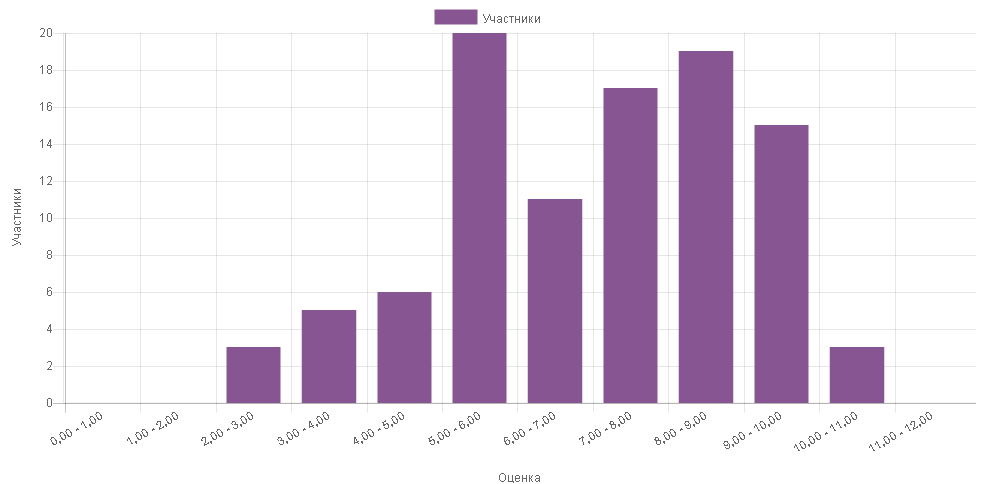 Участники
20
18
16
14
12
10
8
6
4
2
0
Участники
0,00 - 1,00
1,00 - 2,00
2,00 - 3,00
3,00 - 4,00
4,00 - 5,00
5,00 - 6,00
6,00 - 7,00
7,00 - 8,00
8,00 - 9,00
9,00 - 10,00
10,00 - 11,00
11,00 - 12,00
Оценка